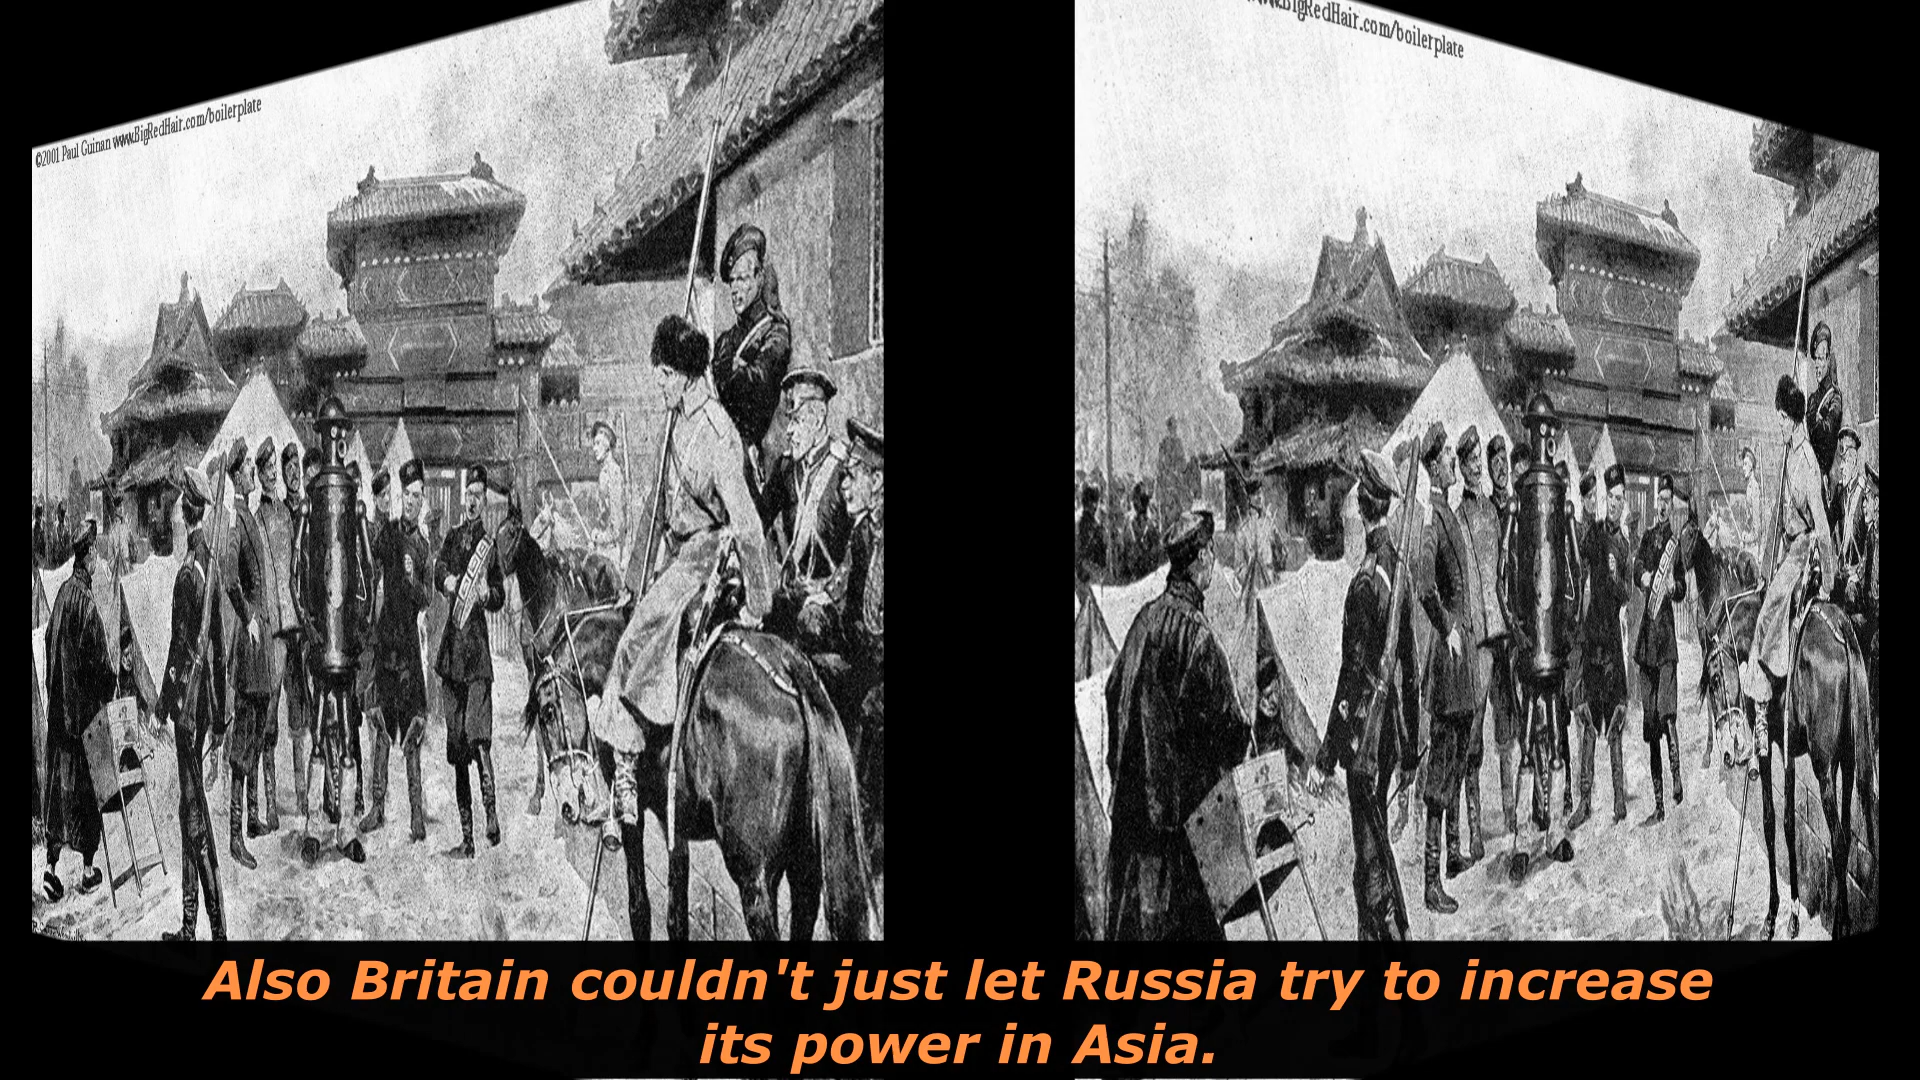 ©2001 Paul Guinan www.BigRedHair.com/boilerplate
www.BigRedHair.com/boilerplate
Also Britain couldn't just let Russia try to increase
its power in Asia.